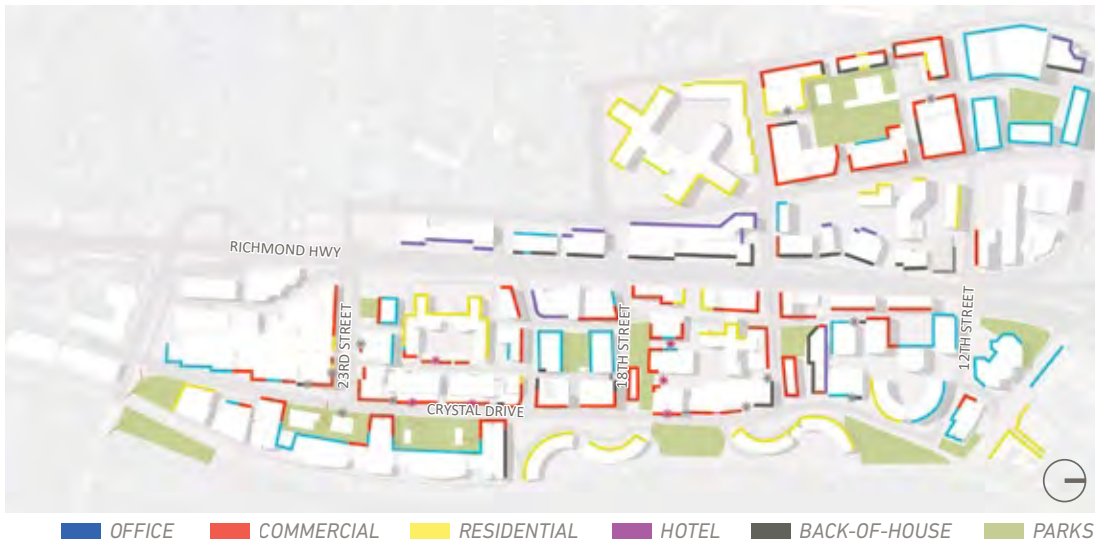 RICHMOND HWY
23RD STREET
18TH STREET
12TH STREET
CRYSTAL DRIVE
OFFICE COMMERCIAL RESIDENTIAL HOTEL BACK-OF-HOUSE PARKS